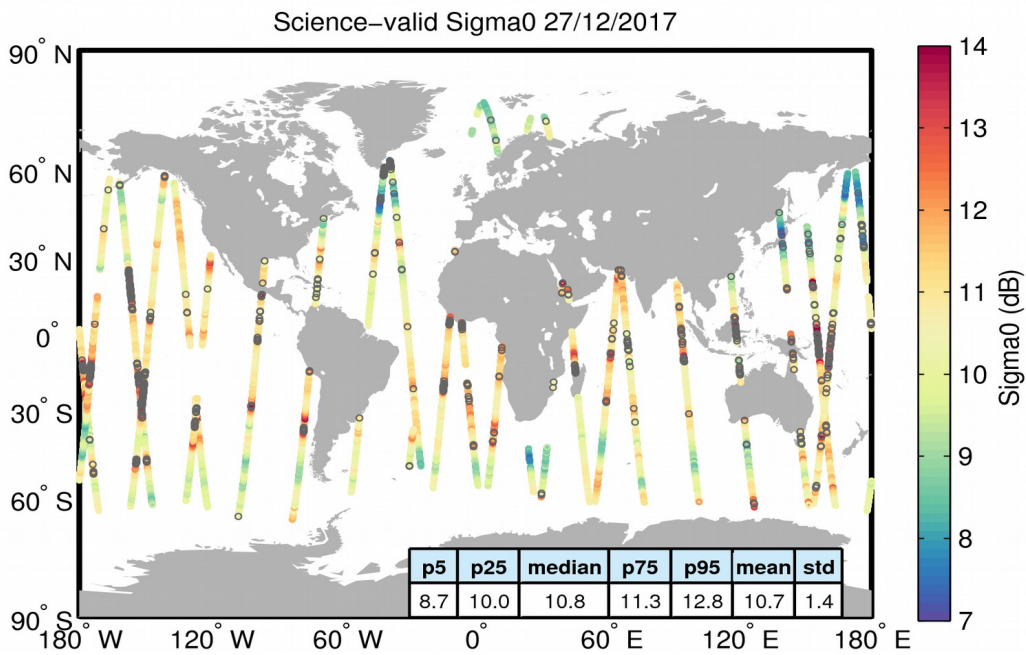 Science−valid Sigma0 27/12/2017
90° N
60° N
30° N
0°
30° S
60° S
90° S
180° W 120° W 60° W 0° 60° E 120° E 180° E
14
13
12
11
10
9
8
7
Sigma0 (dB)
p5 p25 median p75 p95 mean std
8.7 10.0 10.8 11.3 12.8 10.7 1.4